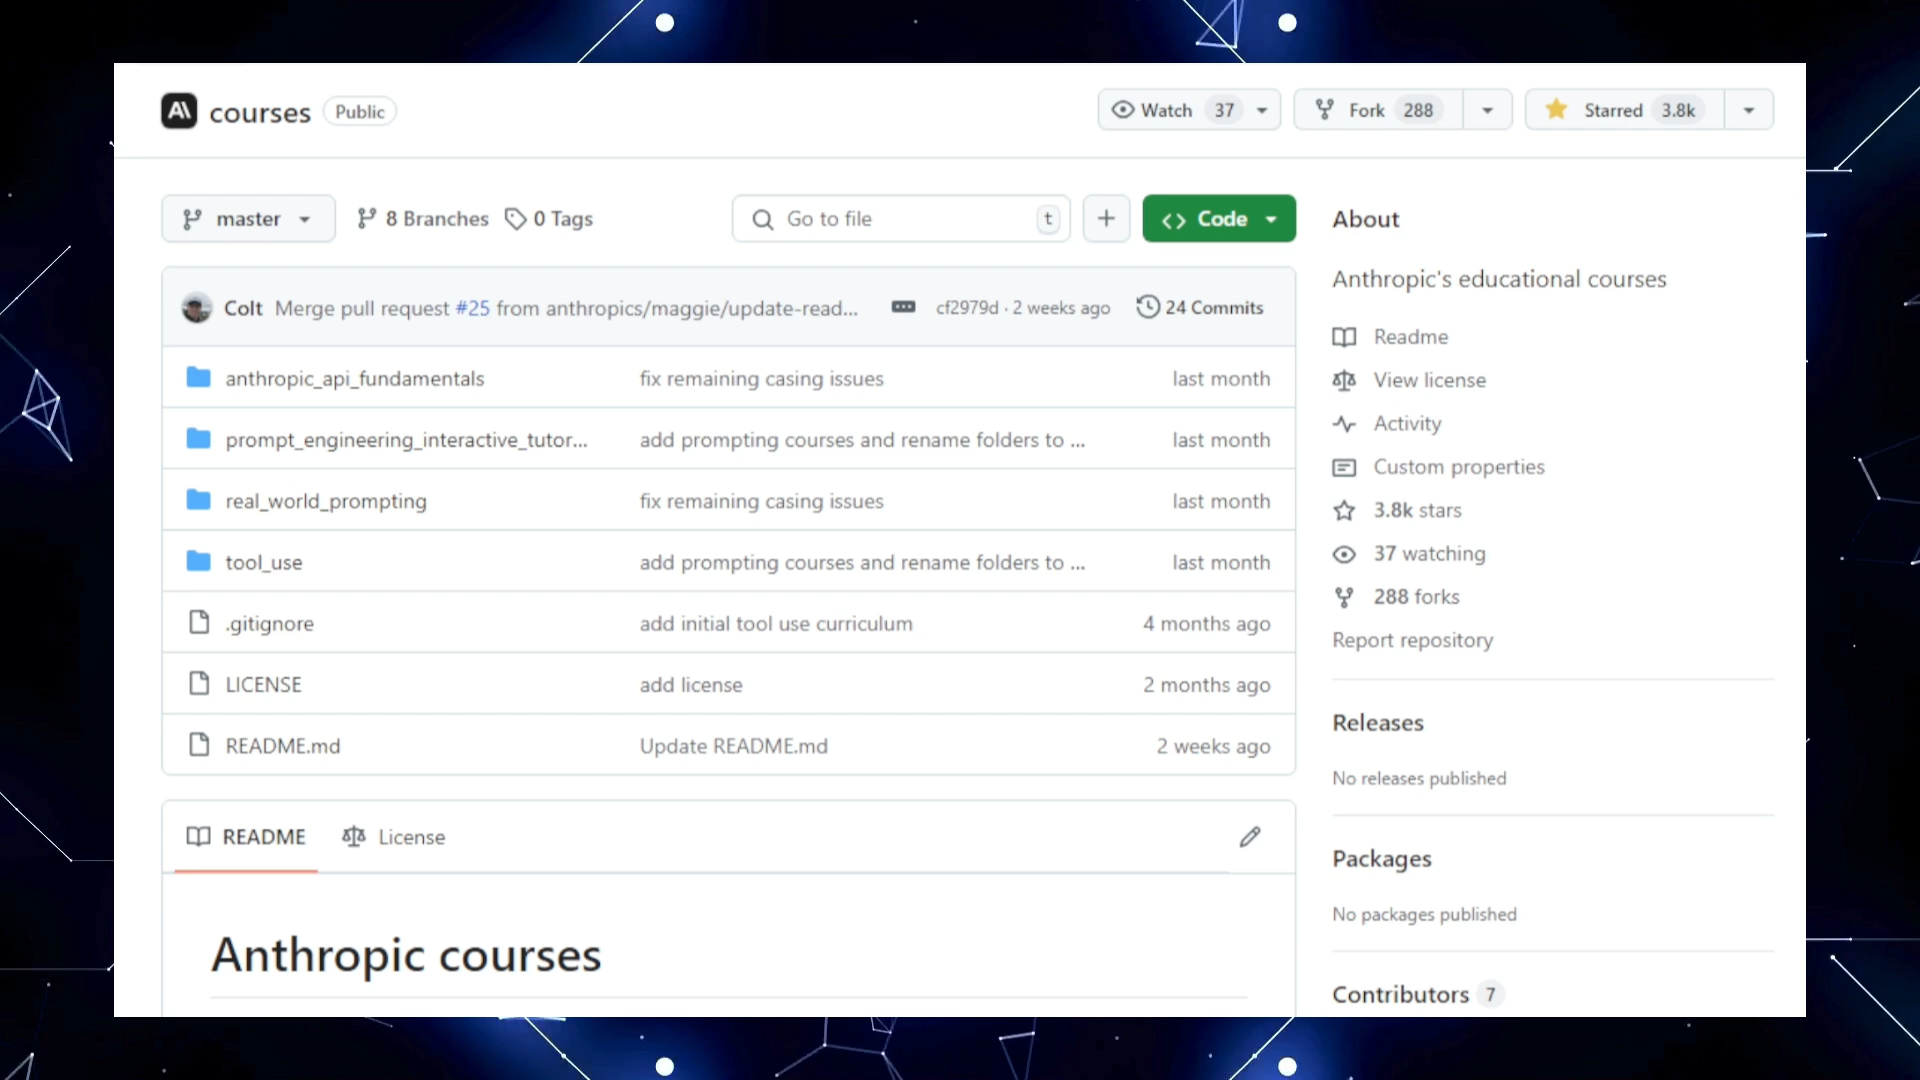 courses Public Watch 37 Fork 288 Starred 3.8k
master 8 Branches 0 Tags Go to file t + Code
Colt Merge pull request #25 from anthropics/maggie/update-read... cf2979d · 2 weeks ago 24 Commits
anthropic_api_fundamentals fix remaining casing issues last month
prompt_engineering_interactive_tutor... add prompting courses and rename folders to ... last month
real_world_prompting fix remaining casing issues last month
tool_use add prompting courses and rename folders to ... last month
.gitignore add initial tool use curriculum 4 months ago
LICENSE add license 2 months ago
README.md Update README.md 2 weeks ago
README License
Anthropic courses
About
Anthropic's educational courses
Readme
View license
Activity
Custom properties
3.8k stars
37 watching
288 forks
Report repository
Releases
No releases published
Packages
No packages published
Contributors 7